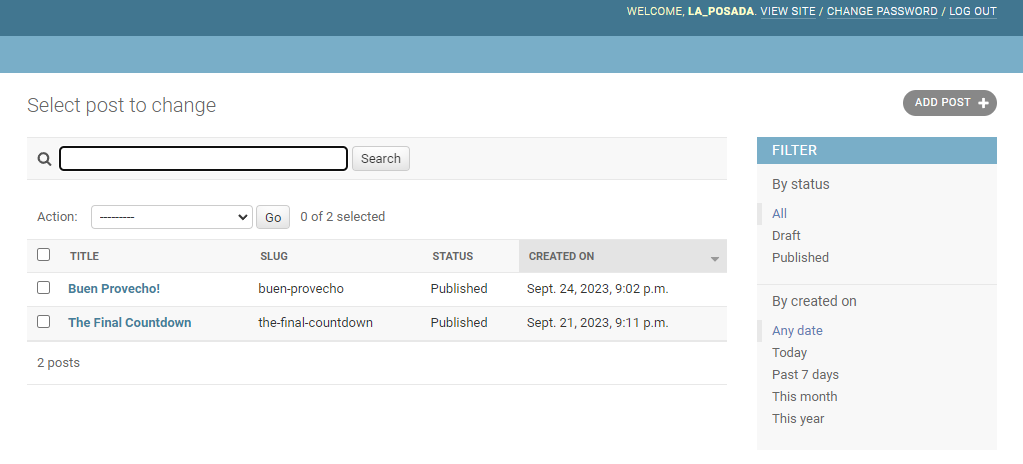 WELCOME, LA_POSADA. VIEW SITE / CHANGE PASSWORD / LOG OUT
Select post to change
ADD POST +
Search
Action: --------- Go 0 of 2 selected
TITLE SLUG STATUS CREATED ON
Buen Provecho! buen-provecho Published Sept. 24, 2023, 9:02 p.m.
The Final Countdown the-final-countdown Published Sept. 21, 2023, 9:11 p.m.
2 posts
FILTER
By status
All
Draft
Published
By created on
Any date
Today
Past 7 days
This month
This year